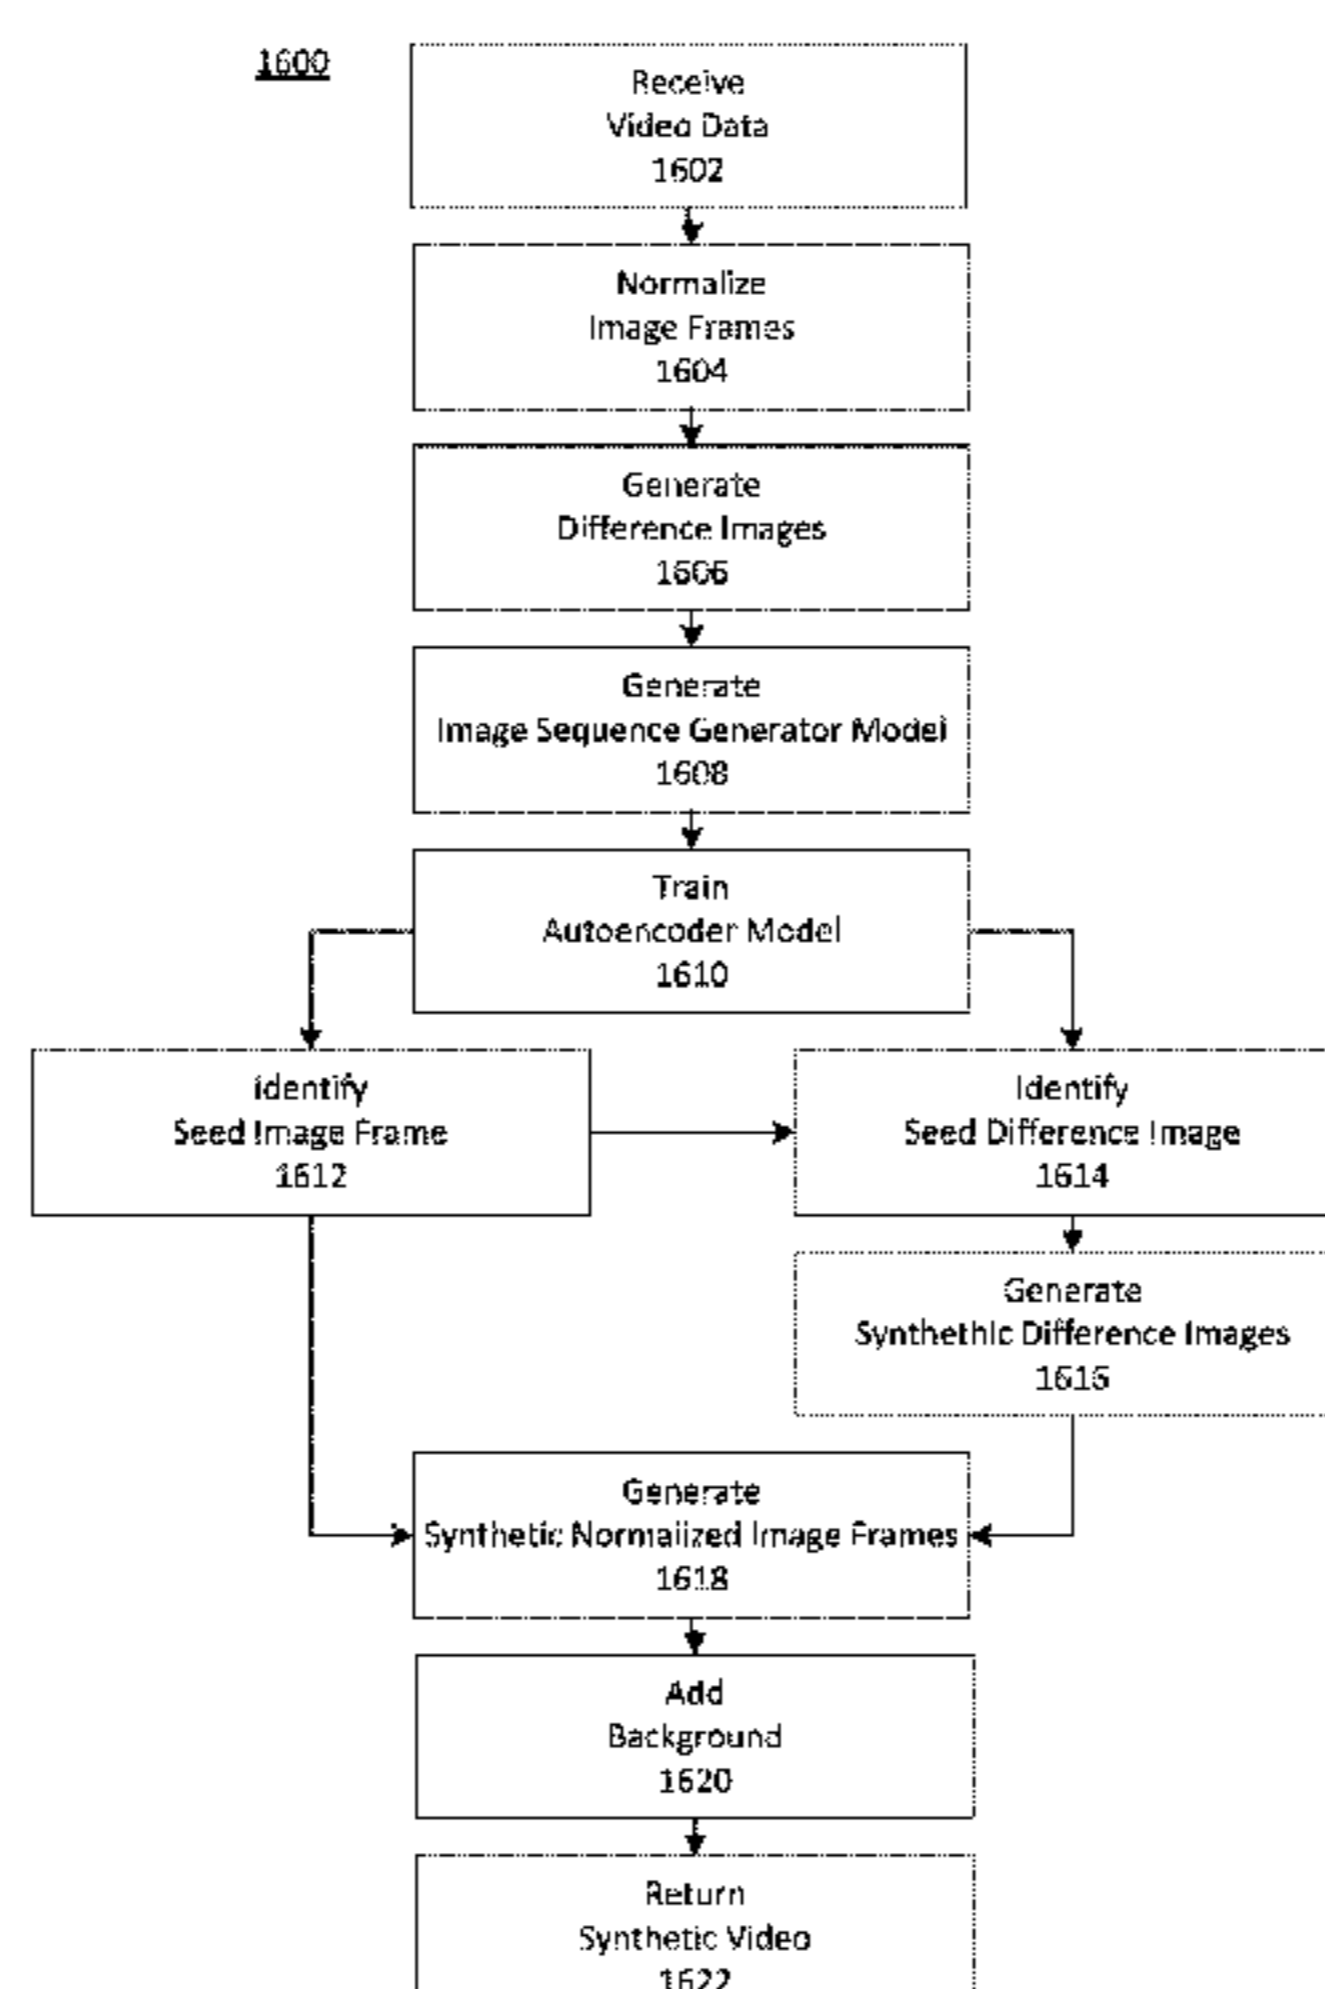 1600
Receive
Video Data
1602
Normalize
Image Frames
1604
Generate
Difference Images
1606
Generate
Image Sequence Generator Model
1608
Train
Autoencoder Model
1610
Identify
Seed Image Frame
1612
Identify
Seed Difference Image
1614
Generate
Synthethic Difference Images
1616
Generate
Synthetic Normalized Image Frames
1618
Add
Background
1620
Return
Synthetic Video
1622